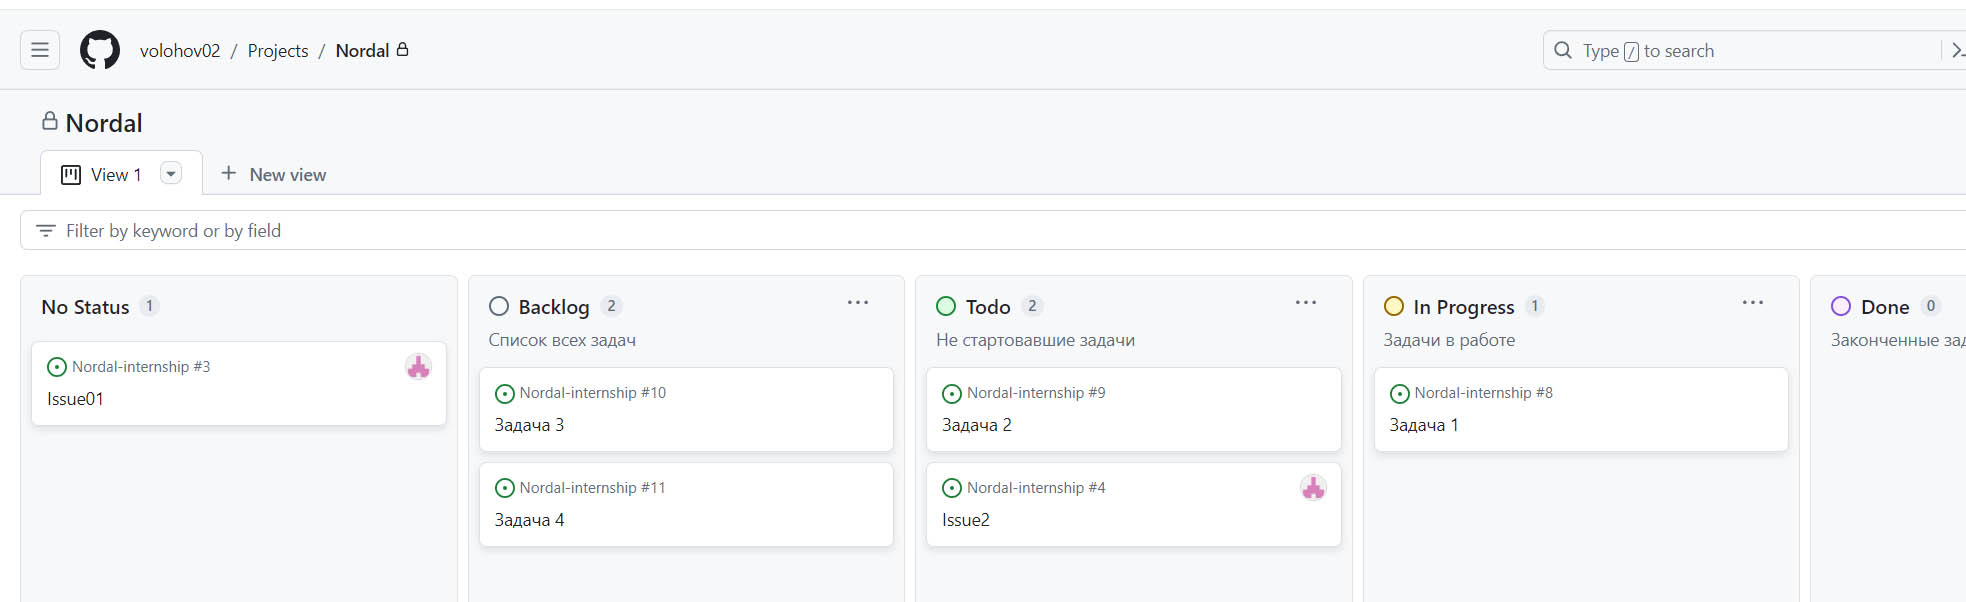 volohov02 / Projects / Nordal
Type / to search
Nordal
View 1
New view
Filter by keyword or by field
No Status 1
Nordal-internship #3
Issue01
Backlog 2
Список всех задач
Nordal-internship #10
Задача 3
Nordal-internship #11
Задача 4
Todo 2
Не стартовавшие задачи
Nordal-internship #9
Задача 2
Nordal-internship #4
Issue2
In Progress 1
Задачи в работе
Nordal-internship #8
Задача 1
Done 0
Законченные